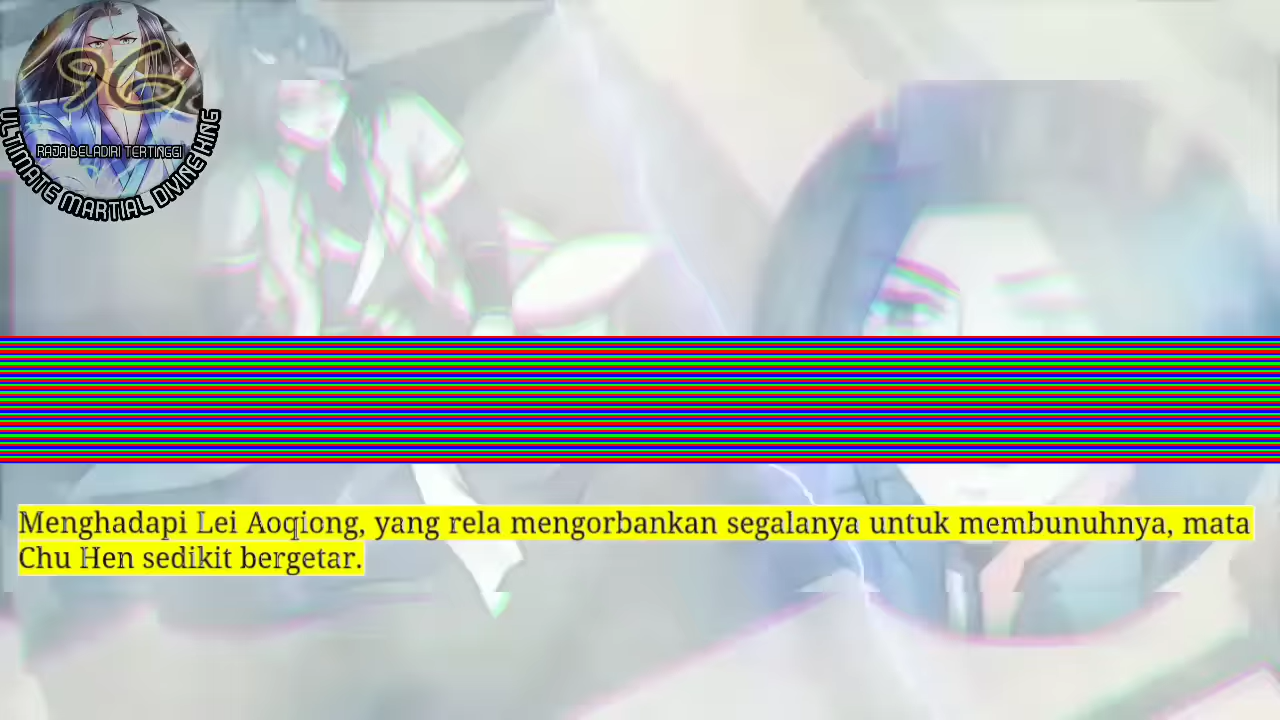 96
RAJA BELADIRI TERTINGGI
ULTIMATE MARTIAL DIVINE KING
Menghadapi Lei Aoqiong, yang rela mengorbankan segalanya untuk membunuhnya, mata
Chu Hen sedikit bergetar.